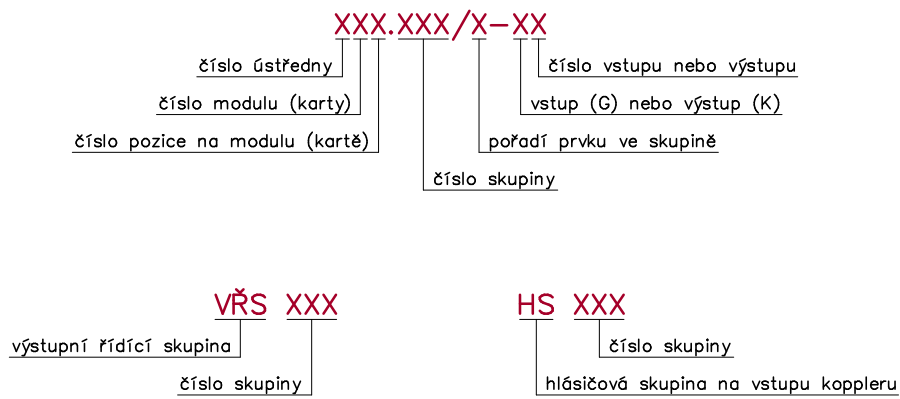 XXX.XXX/X-XX
číslo ústředny
číslo vstupu nebo výstupu
číslo modulu (karty)
vstup (G) nebo výstup (K)
číslo pozice na modulu (kartě)
pořadí prvku ve skupině
číslo skupiny
VŘS XXX
HS XXX
výstupní řídící skupina
číslo skupiny
číslo skupiny
hlásičová skupina na vstupu koppleru